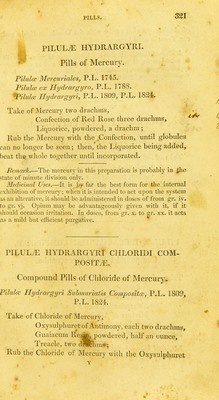 PILLS. 321
PILULÆ HYDRARGYRI.
Pills of Mercury.
Pilulæ Mercuriales, P.L. 1745.
Pilulæ ex Hydrargyro, P.L. 1788.
Pilulæ Hydrargyri, P.L. 1809, P.L. 1824.
Take of Mercury two drachms,
Confection of Red Rose three drachms,
Liquorice, powdered, a drachm;
Rub the Mercury with the Confection, until globules
can no longer be seen; then, the Liquorice being added,
beat the whole together until incorporated.
Remark.—The mercury in this preparation is probably in the
state of minute division only.
Medicinal Uses.—It is by far the best form for the internal
exhibition of mercury; when it is intended to act upon the system
as an alterative, it should be administered in doses of from gr. iv.
to gr. vj. Opium may be advantageously given with it, if it
should occasion irritation. In doses, from gr. x. to gr. xx. it acts
as a mild but efficient purgative.
PILULÆ HYDRARGYRI CHLORIDI COM-
POSITÆ.
Compound Pills of Chloride of Mercury.
Pilulæ Hydrargyri Submuriatis Compositæ, P.L. 1809,
P.L. 1824.
Take of Chloride of Mercury,
Oxysulphuret of Antimony, each two drachms,
Guaiacum Resin, powdered, half an ounce,
Treacle, two drachms;
Rub the Chloride of Mercury with the Oxysulphuret
Y